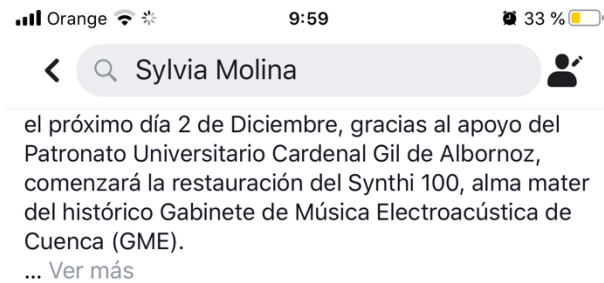 Orange 9:59 33 %
Sylvia Molina
el próximo día 2 de Diciembre, gracias al apoyo del
Patronato Universitario Cardenal Gil de Albornoz,
comenzará la restauración del Synthi 100, alma mater
del histórico Gabinete de Música Electroacústica de
Cuenca (GME).
... Ver más